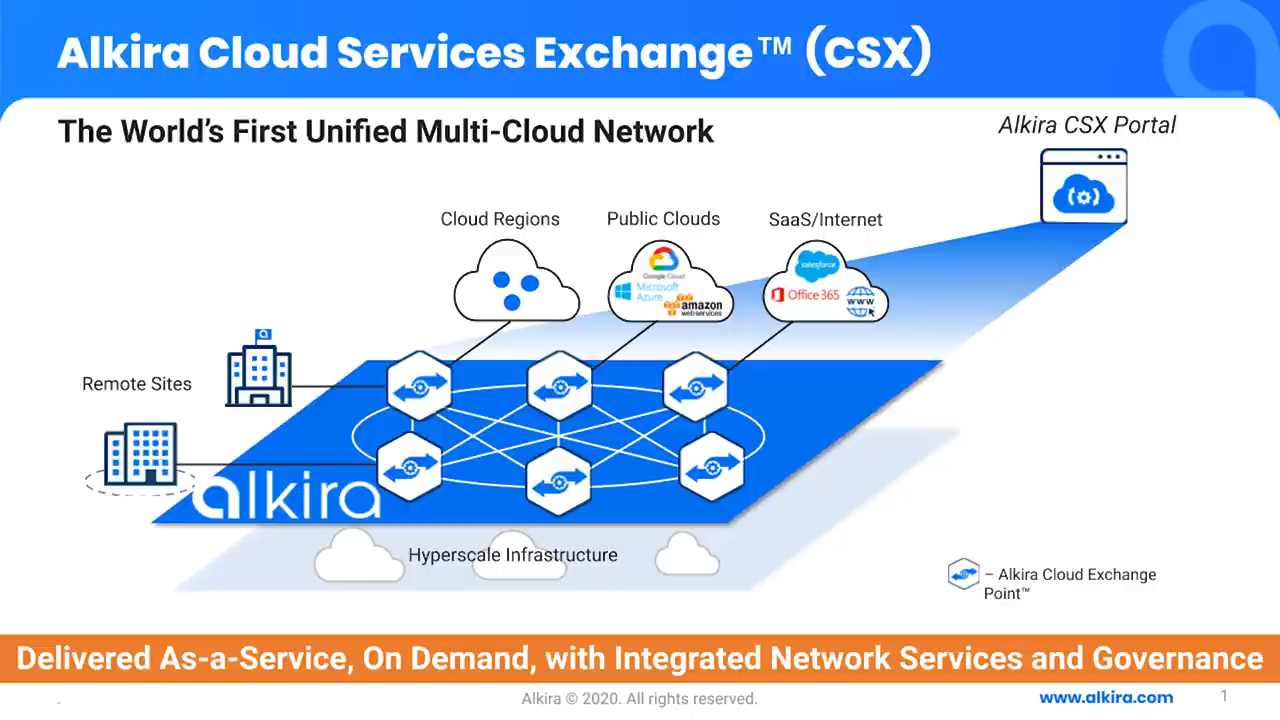 Alkira Cloud Services Exchange™ (CSX)
The World's First Unified Multi-Cloud Network
Alkira CSX Portal
Cloud Regions
Public Clouds
SaaS/Internet
Google Cloud
Microsoft
Azure
amazon
web services
salesforce
Office 365
www
Remote Sites
alkira
Hyperscale Infrastructure
– Alkira Cloud Exchange
Point™
Delivered As-a-Service, On Demand, with Integrated Network Services and Governance
.
Alkira © 2020. All rights reserved.
www.alkira.com
1